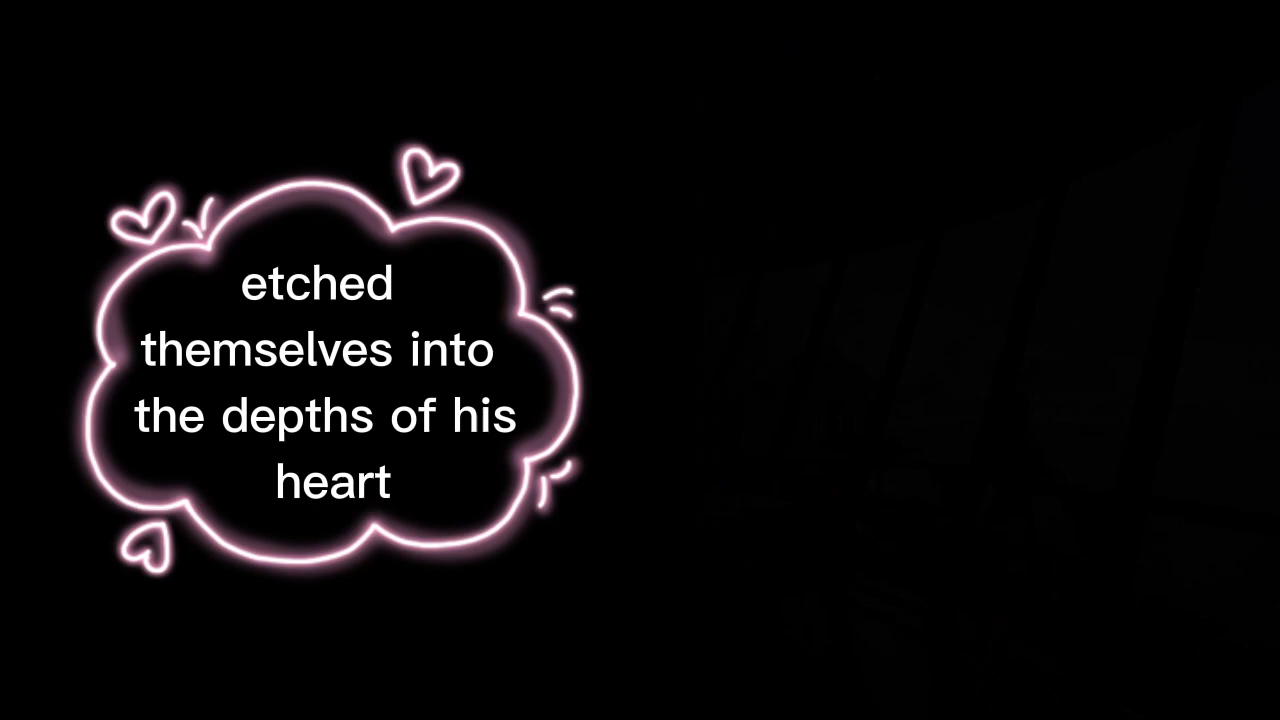 etched
themselves into
the depths of his
heart